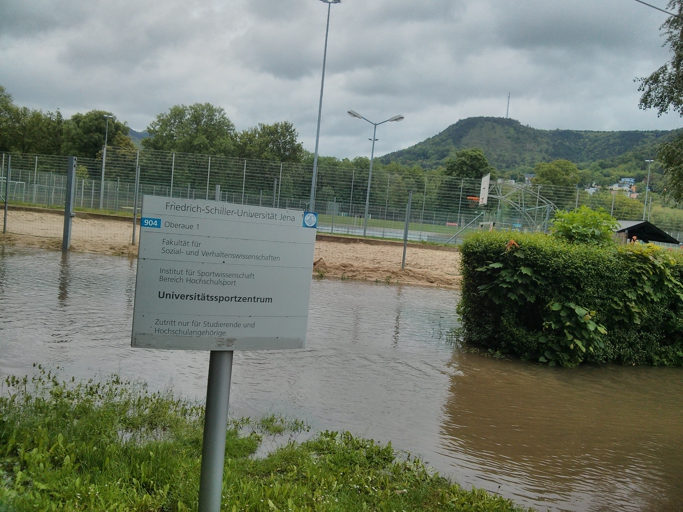 Friedrich-Schiller-Universität Jena
904 Oberaue 1
Fakultät für
Sozial- und Verhaltenswissenschaften
Institut für Sportwissenschaft
Bereich Hochschulsport
Universitätssportzentrum
Zutritt nur für Studierende und
Hochschulangehörige.